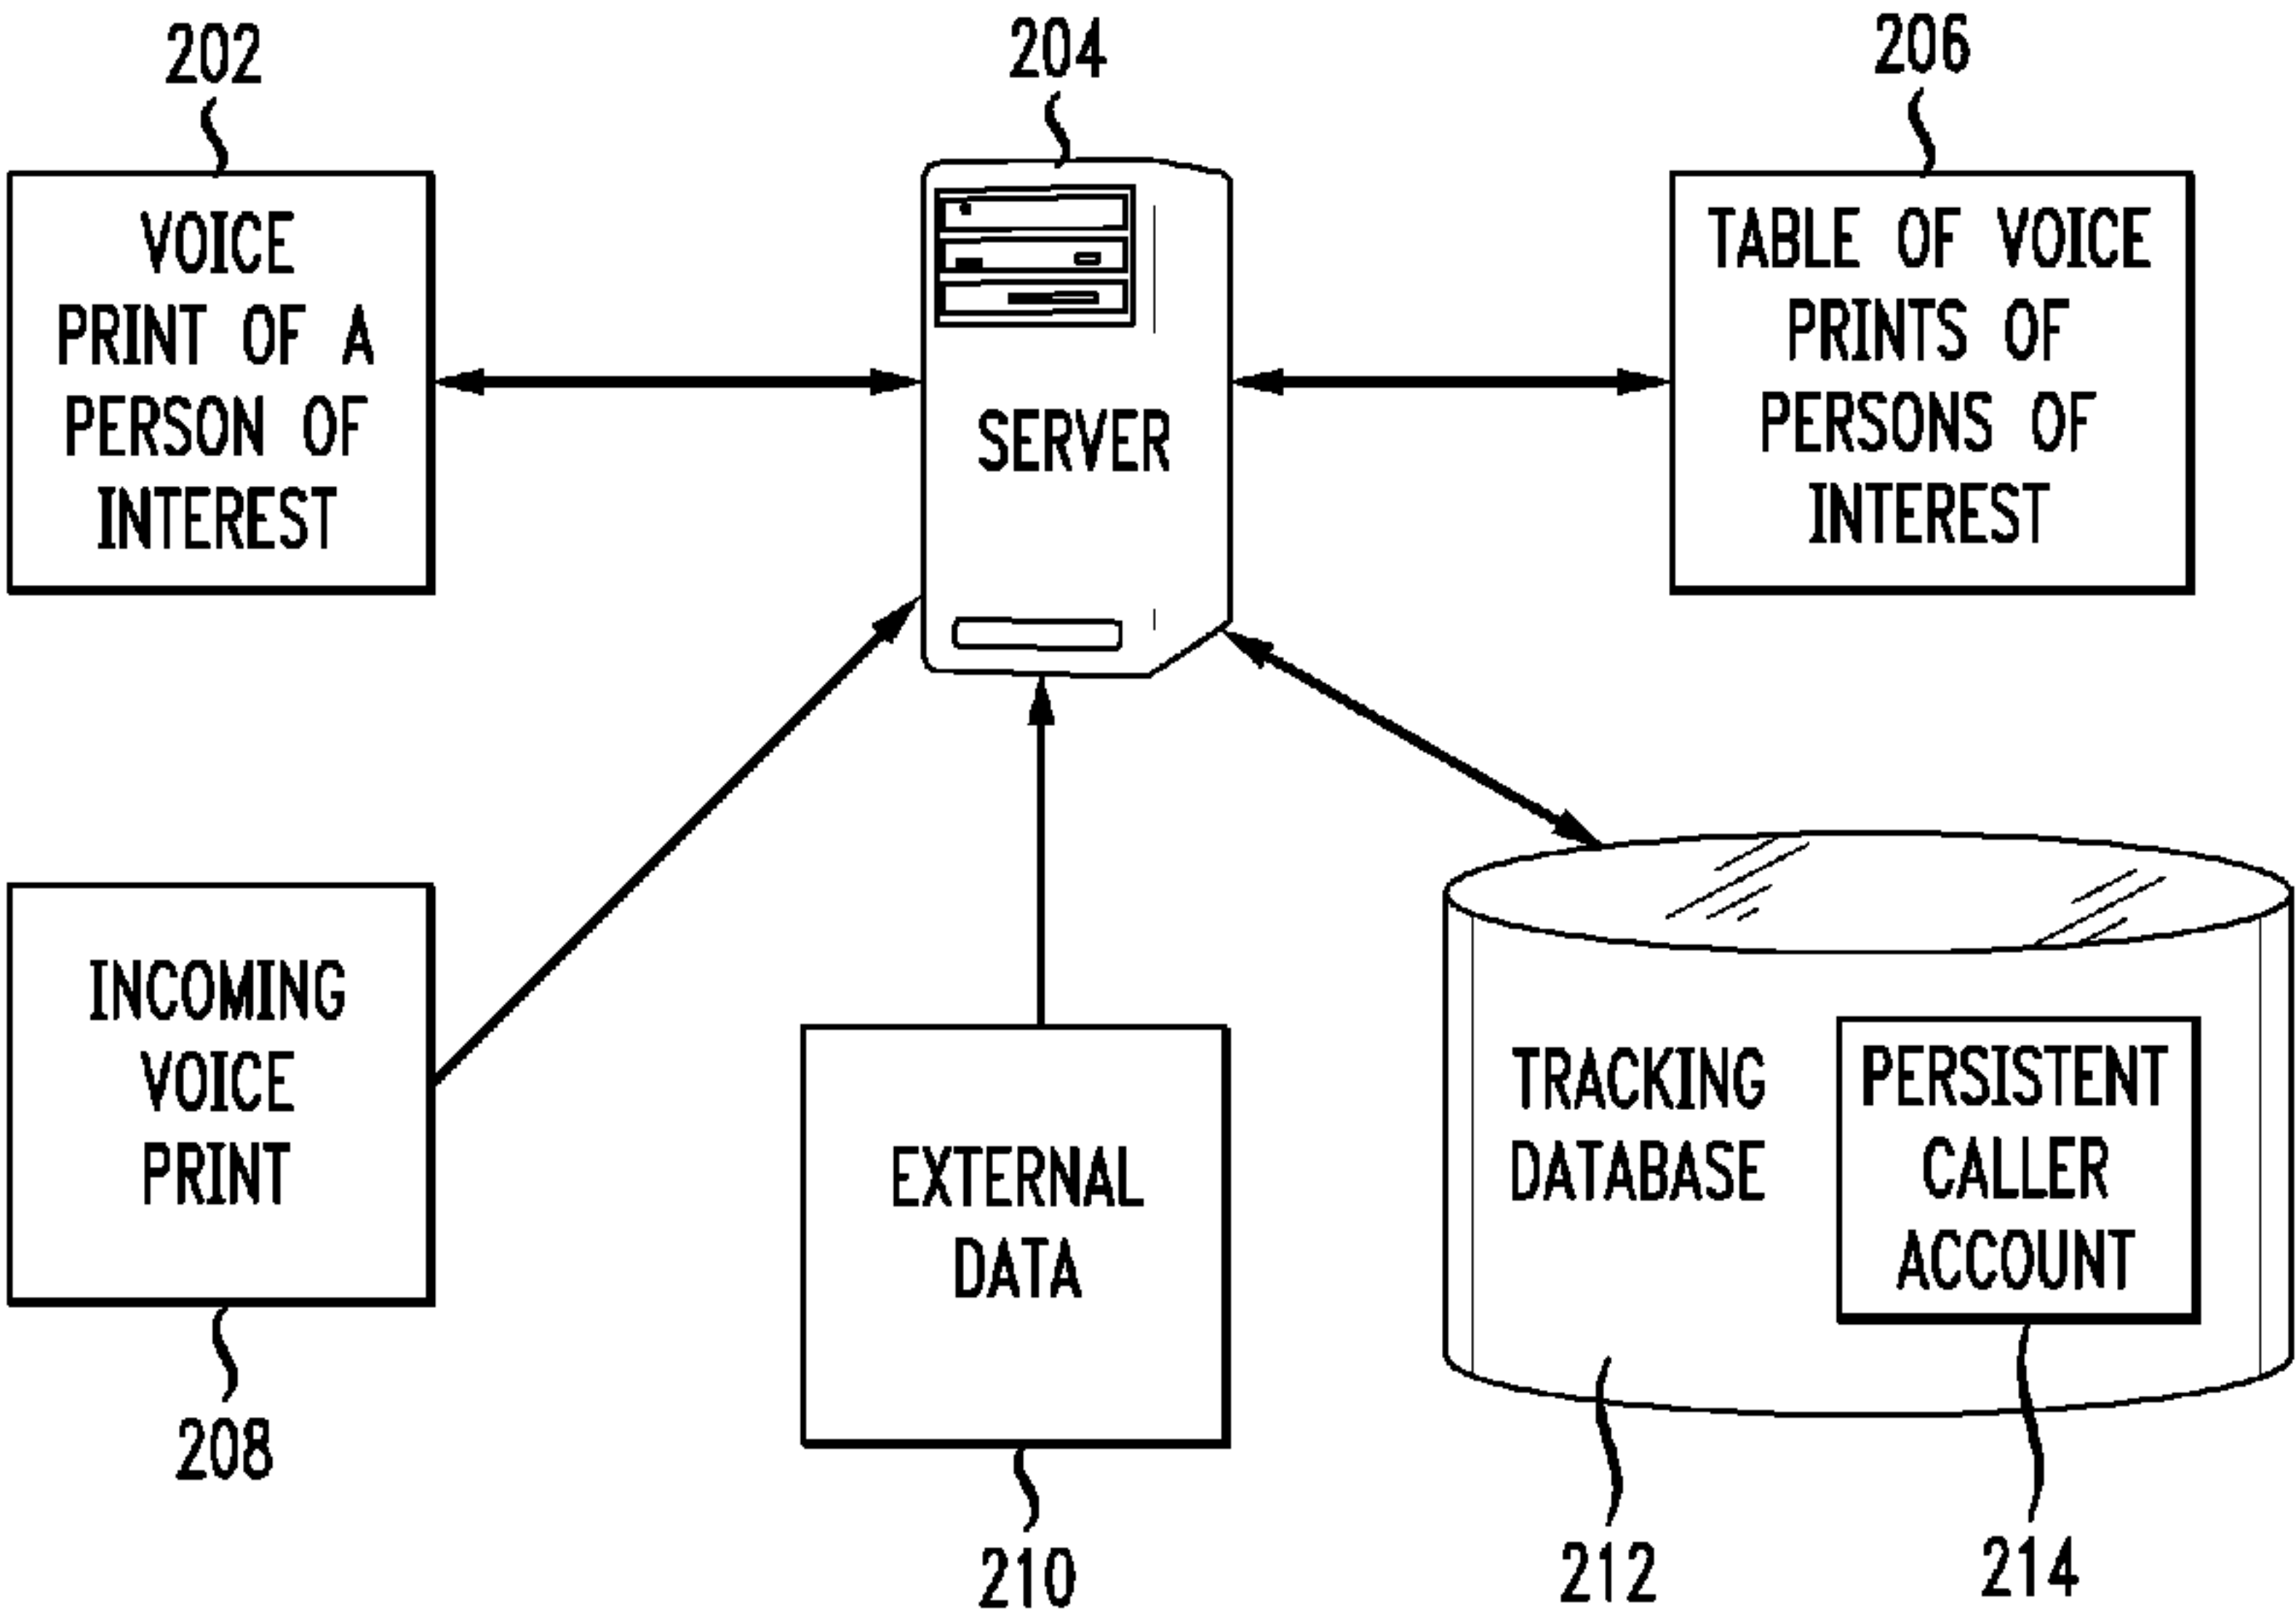 202
204
206
VOICE
PRINT OF A
PERSON OF
INTEREST
SERVER
TABLE OF VOICE
PRINTS OF
PERSONS OF
INTEREST
INCOMING
VOICE
PRINT
208
EXTERNAL
DATA
210
TRACKING
DATABASE
212
PERSISTENT
CALLER
ACCOUNT
214